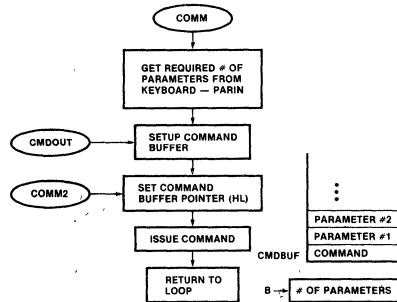 COMM
GET REQUIRED # OF
PARAMETERS FROM
KEYBOARD — PARIN
CMDOUT
SETUP COMMAND
BUFFER
COMM2
SET COMMAND
BUFFER POINTER (HL)
ISSUE COMMAND
RETURN TO
LOOP
PARAMETER #2
PARAMETER #1
CMDBUF COMMAND
B → # OF PARAMETERS